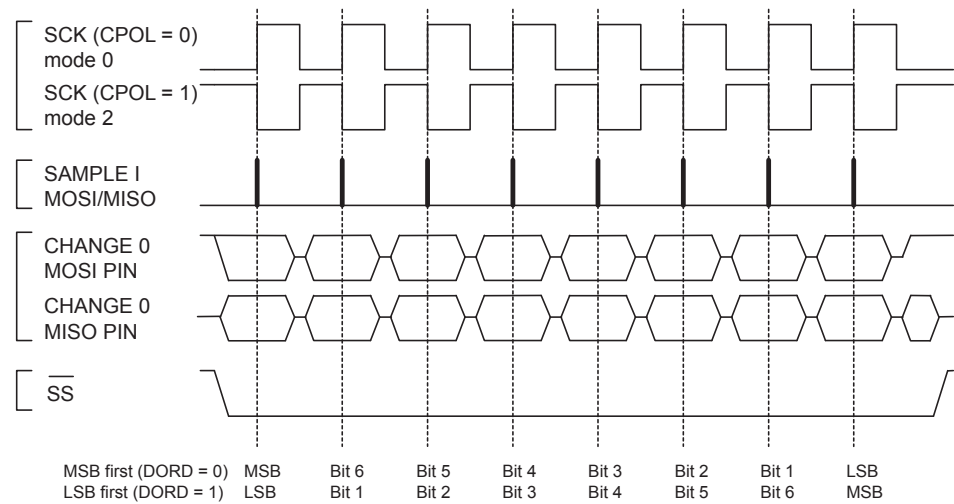 SCK (CPOL = 0)
mode 0
SCK (CPOL = 1)
mode 2
SAMPLE I
MOSI/MISO
CHANGE 0
MOSI PIN
CHANGE 0
MISO PIN
SS
MSB first (DORD = 0) MSB Bit 6 Bit 5 Bit 4 Bit 3 Bit 2 Bit 1 LSB
LSB first (DORD = 1) LSB Bit 1 Bit 2 Bit 3 Bit 4 Bit 5 Bit 6 MSB